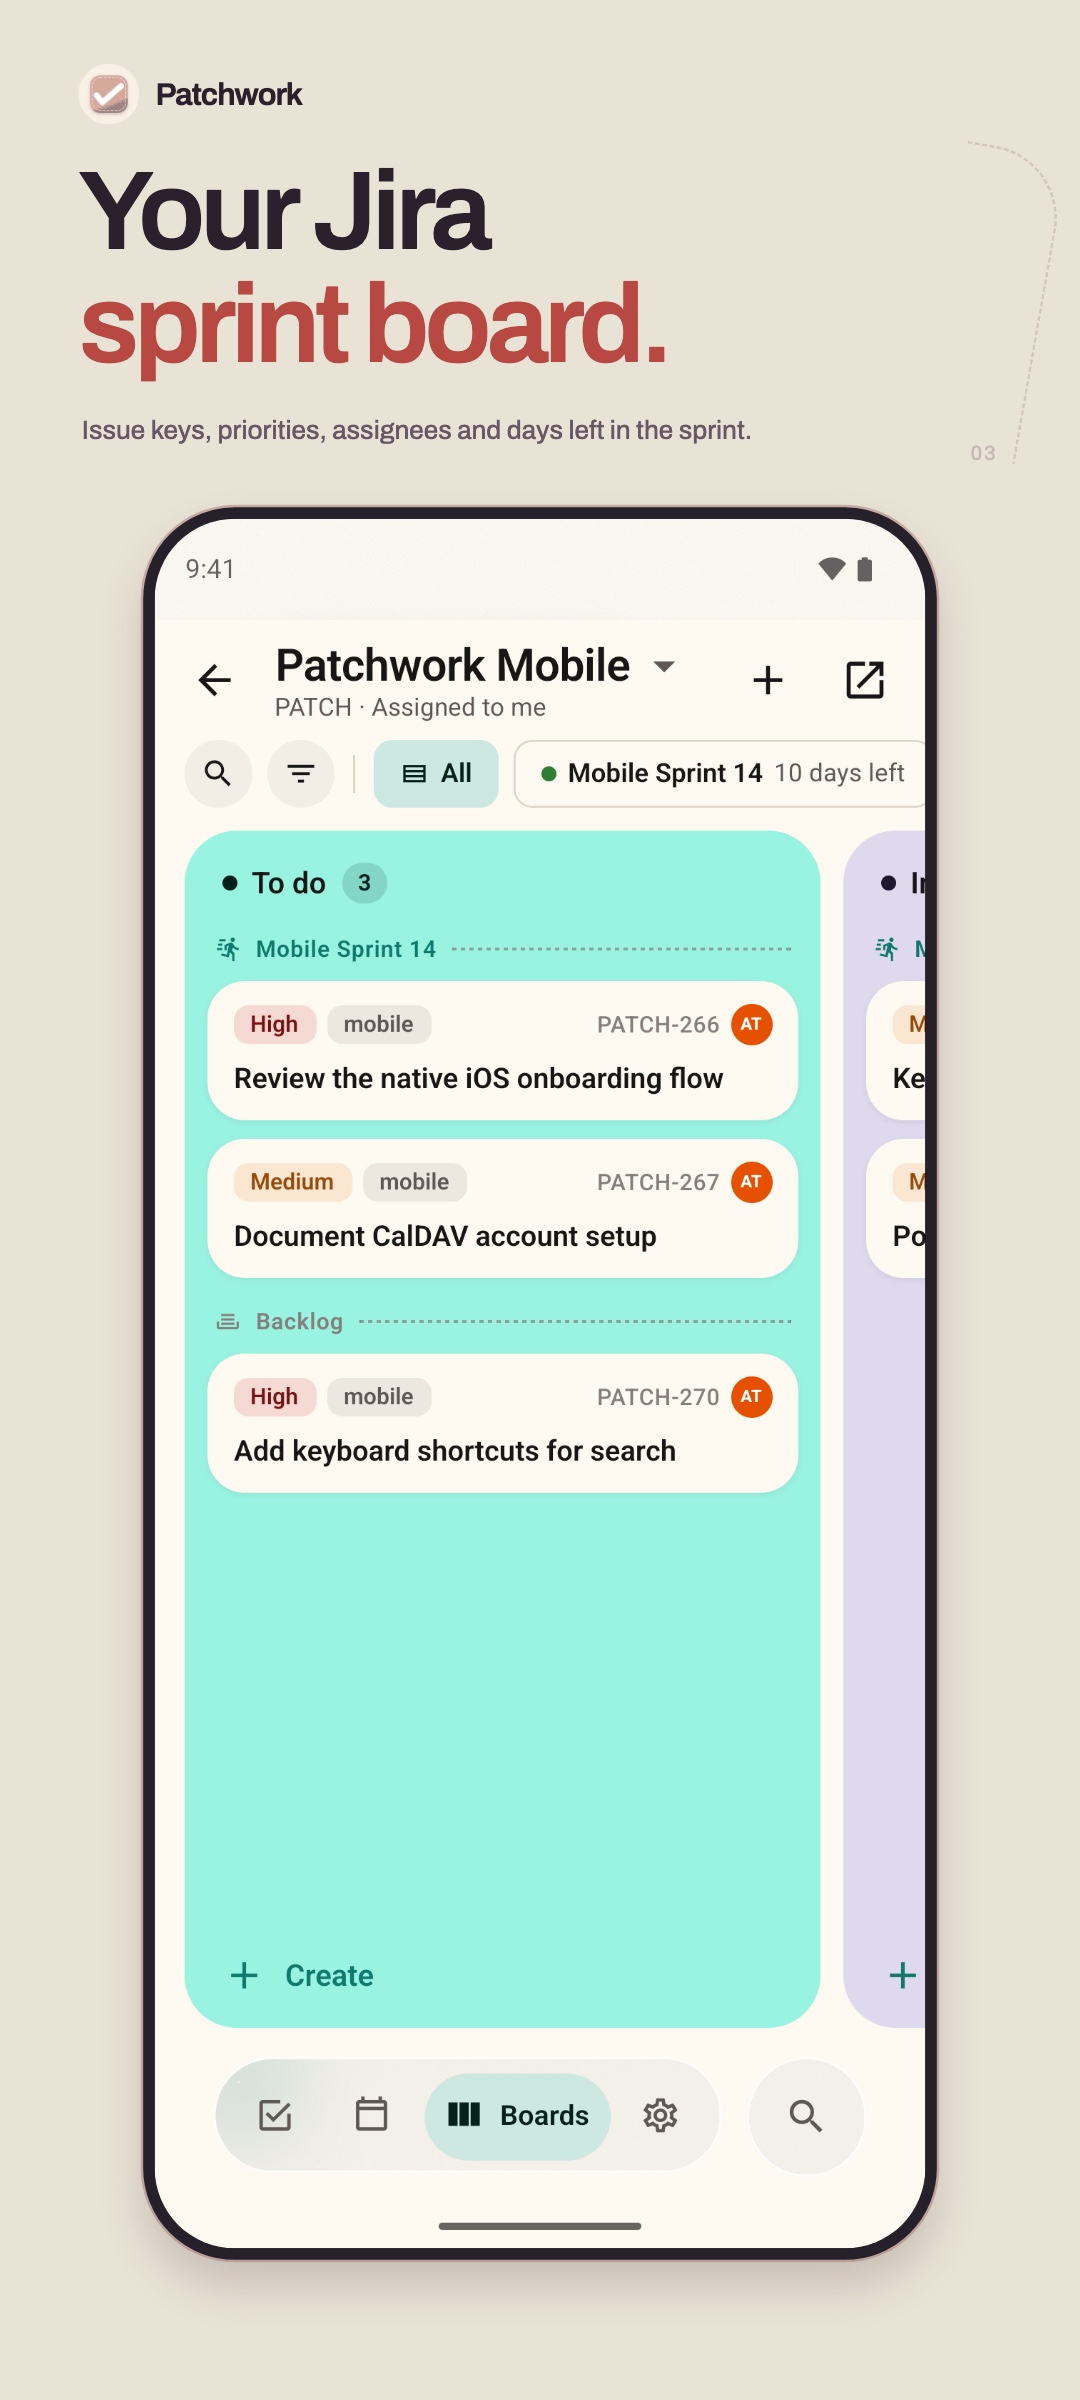 Patchwork
Your Jira
sprint board.
Issue keys, priorities, assignees and days left in the sprint.
03
9:41
Patchwork Mobile
PATCH · Assigned to me
All
Mobile Sprint 14 10 days left
To do 3
Mobile Sprint 14
High mobile PATCH-266 AT
Review the native iOS onboarding flow
Medium mobile PATCH-267 AT
Document CalDAV account setup
Backlog
High mobile PATCH-270 AT
Add keyboard shortcuts for search
Create
Boards